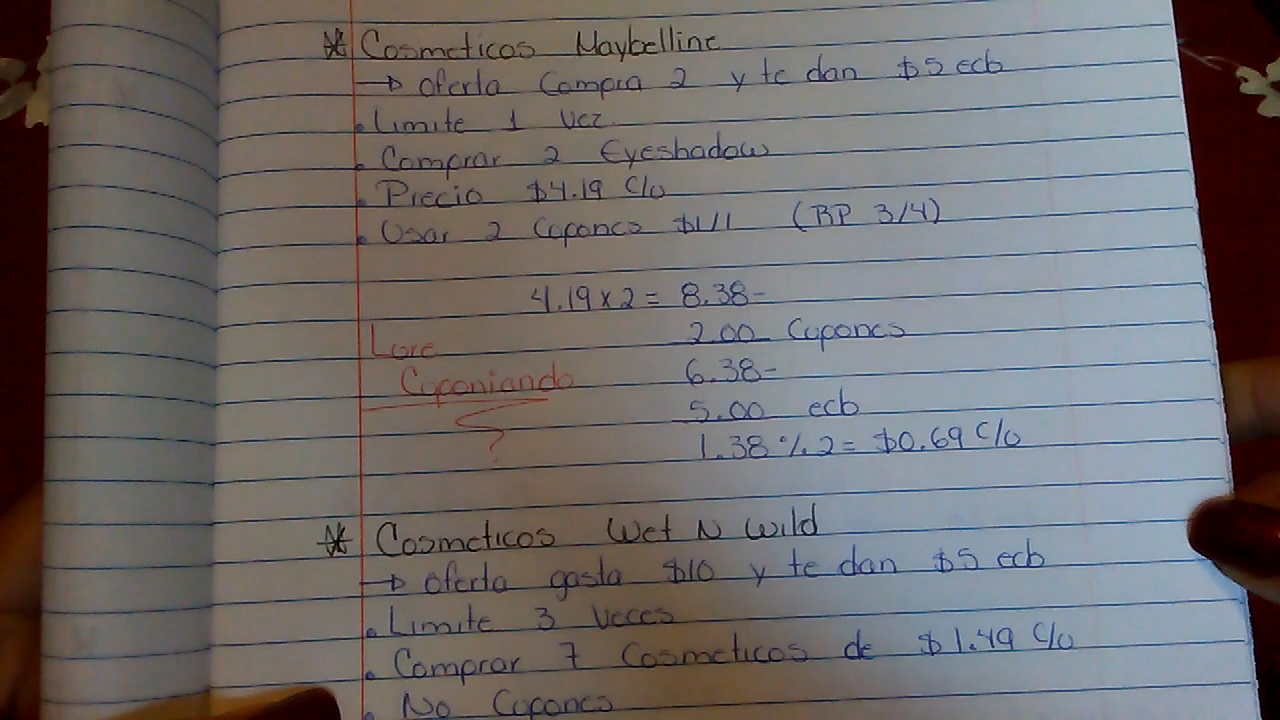 * Cosmeticos Maybelline
→ oferta Compra 2 y te dan $5 ecb
• Limite 1 vez
• Comprar 2 Eyeshadow
• Precio $4.19 c/u
• Usar 2 Cupones $1/1 (RP 3/4)
4.19 x 2 = 8.38-
2.00 Cupones
Lore
Cuponiando
6.38-
5.00 ecb
1.38 % 2 = $0.69 c/u
* Cosmeticos Wet N Wild
→ oferta gasta $10 y te dan $5 ecb
• Limite 3 veces
• Comprar 7 Cosmeticos de $1.49 c/u
• No Cupones